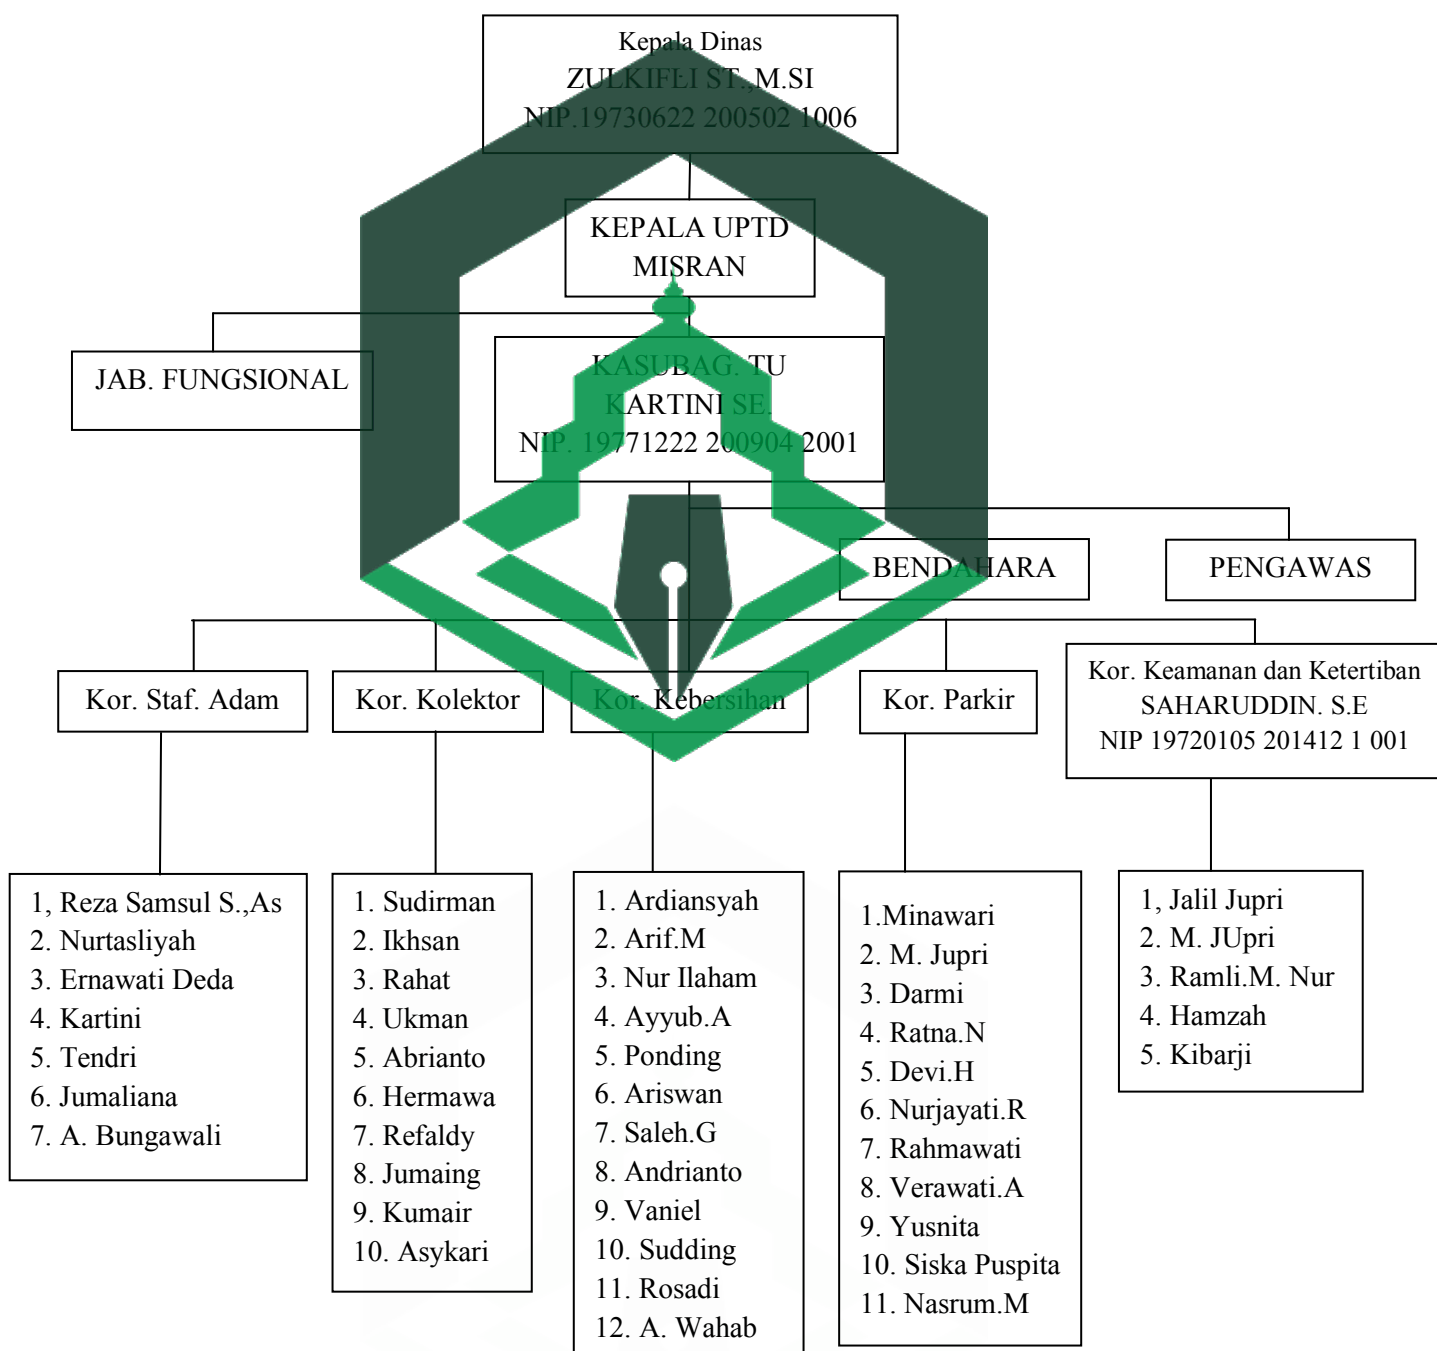 Kepala Dinas
ZULKIFLI ST.,M.SI
NIP.19730622 200502 1006
KEPALA UPTD
MISRAN
JAB. FUNGSIONAL
KASUBAG. TU
KARTINI SE.
NIP. 19771222 200904 2001
BENDAHARA
PENGAWAS
Kor. Staf. Adam
Kor. Kolektor
Kor. Kebersihan
Kor. Parkir
Kor. Keamanan dan Ketertiban
SAHARUDDIN. S.E
NIP 19720105 201412 1 001
1, Reza Samsul S.,As
2. Nurtasliyah
3. Ernawati Deda
4. Kartini
5. Tendri
6. Jumaliana
7. A. Bungawali
1. Sudirman
2. Ikhsan
3. Rahat
4. Ukman
5. Abrianto
6. Hermawa
7. Refaldy
8. Jumaing
9. Kumair
10. Asykari
1. Ardiansyah
2. Arif.M
3. Nur Ilaham
4. Ayyub.A
5. Ponding
6. Ariswan
7. Saleh.G
8. Andrianto
9. Vaniel
10. Sudding
11. Rosadi
12. A. Wahab
1.Minawari
2. M. Jupri
3. Darmi
4. Ratna.N
5. Devi.H
6. Nurjayati.R
7. Rahmawati
8. Verawati.A
9. Yusnita
10. Siska Puspita
11. Nasrum.M
1, Jalil Jupri
2. M. JUpri
3. Ramli.M. Nur
4. Hamzah
5. Kibarji